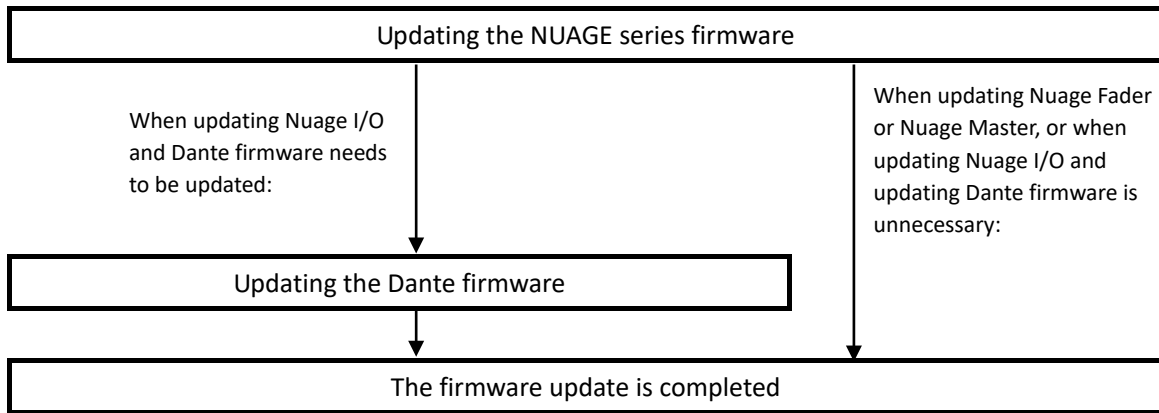 Updating the NUAGE series firmware
When updating Nuage I/O
and Dante firmware needs
to be updated:
When updating Nuage Fader
or Nuage Master, or when
updating Nuage I/O and
updating Dante firmware is
unnecessary:
Updating the Dante firmware
The firmware update is completed